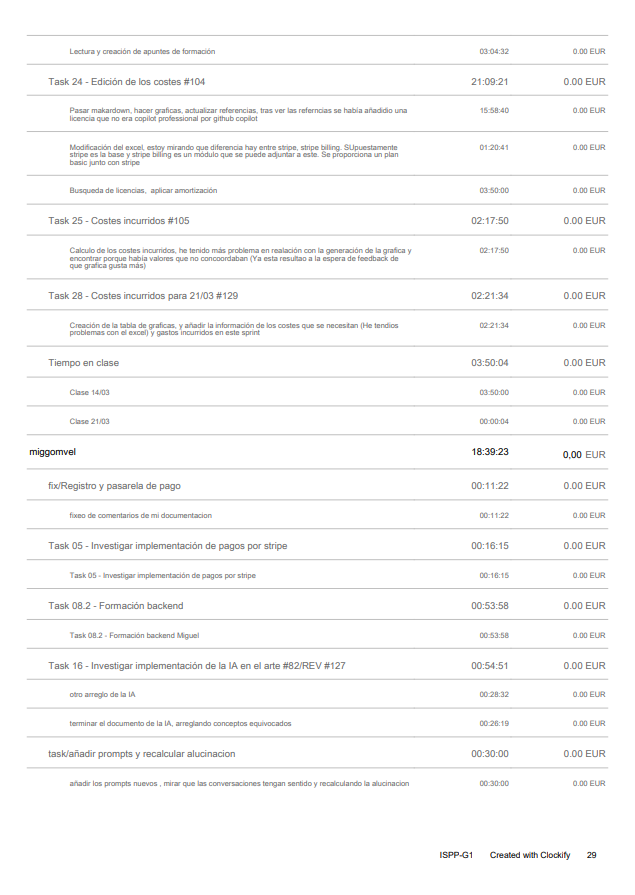 Lectura y creación de apuntes de formación 03:04:32 0.00 EUR
Task 24 - Edición de los costes #104 21:09:21 0.00 EUR
Pasar makardown, hacer graficas, actualizar referencias, tras ver las referncias se había añadidio una 15:58:40 0.00 EUR
licencia que no era copilot professional por github copilot
Modificación del excel, estoy mirando que diferencia hay entre stripe, stripe billing. SUpuestamente 01:20:41 0.00 EUR
stripe es la base y stripe billing es un módulo que se puede adjuntar a este. Se proporciona un plan
basic junto con stripe
Busqueda de licencias, aplicar amortización 03:50:00 0.00 EUR
Task 25 - Costes incurridos #105 02:17:50 0.00 EUR
Calculo de los costes incurridos, he tenido más problema en realación con la generación de la grafica y 02:17:50 0.00 EUR
encontrar porque había valores que no concoordaban (Ya esta resultao a la espera de feedback de
que grafica gusta más)
Task 28 - Costes incurridos para 21/03 #129 02:21:34 0.00 EUR
Creación de la tabla de graficas, y añadir la información de los costes que se necesitan (He tendios 02:21:34 0.00 EUR
problemas con el excel) y gastos incurridos en este sprint
Tiempo en clase 03:50:04 0.00 EUR
Clase 14/03 03:50:00 0.00 EUR
Clase 21/03 00:00:04 0.00 EUR
miggomvel 18:39:23 0,00 EUR
fix/Registro y pasarela de pago 00:11:22 0.00 EUR
fixeo de comentarios de mi documentacion 00:11:22 0.00 EUR
Task 05 - Investigar implementación de pagos por stripe 00:16:15 0.00 EUR
Task 05 - Investigar implementación de pagos por stripe 00:16:15 0.00 EUR
Task 08.2 - Formación backend 00:53:58 0.00 EUR
Task 08.2 - Formación backend Miguel 00:53:58 0.00 EUR
Task 16 - Investigar implementación de la IA en el arte #82/REV #127 00:54:51 0.00 EUR
otro arreglo de la IA 00:28:32 0.00 EUR
terminar el documento de la IA, arreglando conceptos equivocados 00:26:19 0.00 EUR
task/añadir prompts y recalcular alucinacion 00:30:00 0.00 EUR
añadir los prompts nuevos , mirar que las conversaciones tengan sentido y recalculando la alucinacion 00:30:00 0.00 EUR
ISPP-G1 Created with Clockify 29